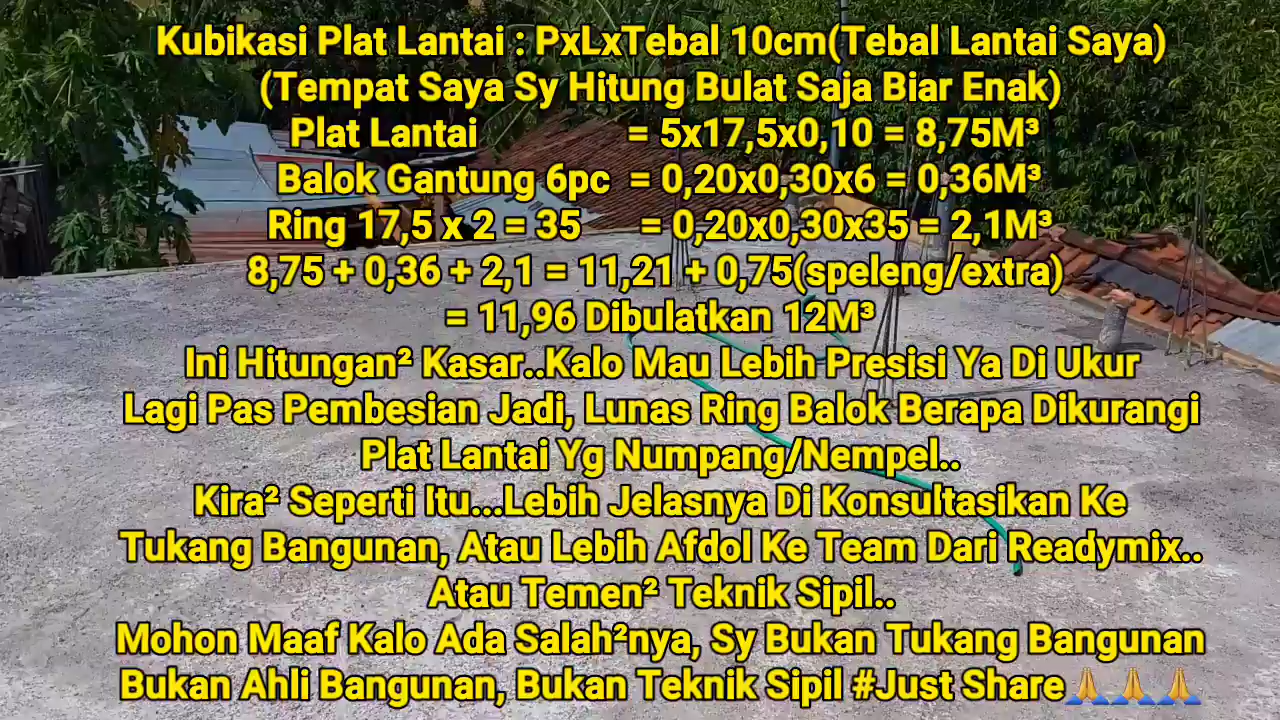 Kubikasi Plat Lantai : PxLxTebal 10cm(Tebal Lantai Saya)
(Tempat Saya Sy Hitung Bulat Saja Biar Enak)
Plat Lantai = 5x17,5x0,10 = 8,75M³
Balok Gantung 6pc = 0,20x0,30x6 = 0,36M³
Ring 17,5 x 2 = 35 = 0,20x0,30x35 = 2,1M³
8,75 + 0,36 + 2,1 = 11,21 + 0,75(speleng/extra)
= 11,96 Dibulatkan 12M³
Ini Hitungan² Kasar..Kalo Mau Lebih Presisi Ya Di Ukur
Lagi Pas Pembesian Jadi, Lunas Ring Balok Berapa Dikurangi
Plat Lantai Yg Numpang/Nempel..
Kira² Seperti Itu...Lebih Jelasnya Di Konsultasikan Ke
Tukang Bangunan, Atau Lebih Afdol Ke Team Dari Readymix..
Atau Temen² Teknik Sipil..
Mohon Maaf Kalo Ada Salah²nya, Sy Bukan Tukang Bangunan
Bukan Ahli Bangunan, Bukan Teknik Sipil #Just Share🙏🙏🙏